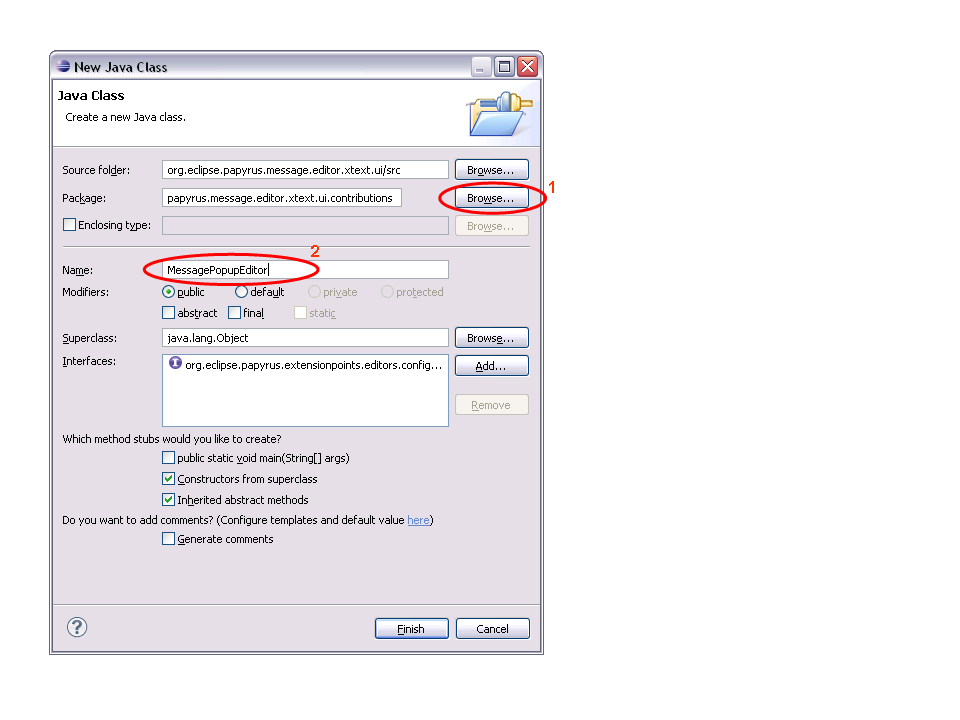 New Java Class
Java Class
Create a new Java class.
Source folder: org.eclipse.papyrus.message.editor.xtext.ui/src Browse...
1
Package: papyrus.message.editor.xtext.ui.contributions Browse...
Enclosing type: Browse...
2
Name: MessagePopupEditor
Modifiers: public default private protected
abstract final static
Superclass: java.lang.Object Browse...
Interfaces: org.eclipse.papyrus.extensionpoints.editors.config... Add...
Remove
Which method stubs would you like to create?
public static void main(String[] args)
Constructors from superclass
Inherited abstract methods
Do you want to add comments? (Configure templates and default value here)
Generate comments
? Finish Cancel